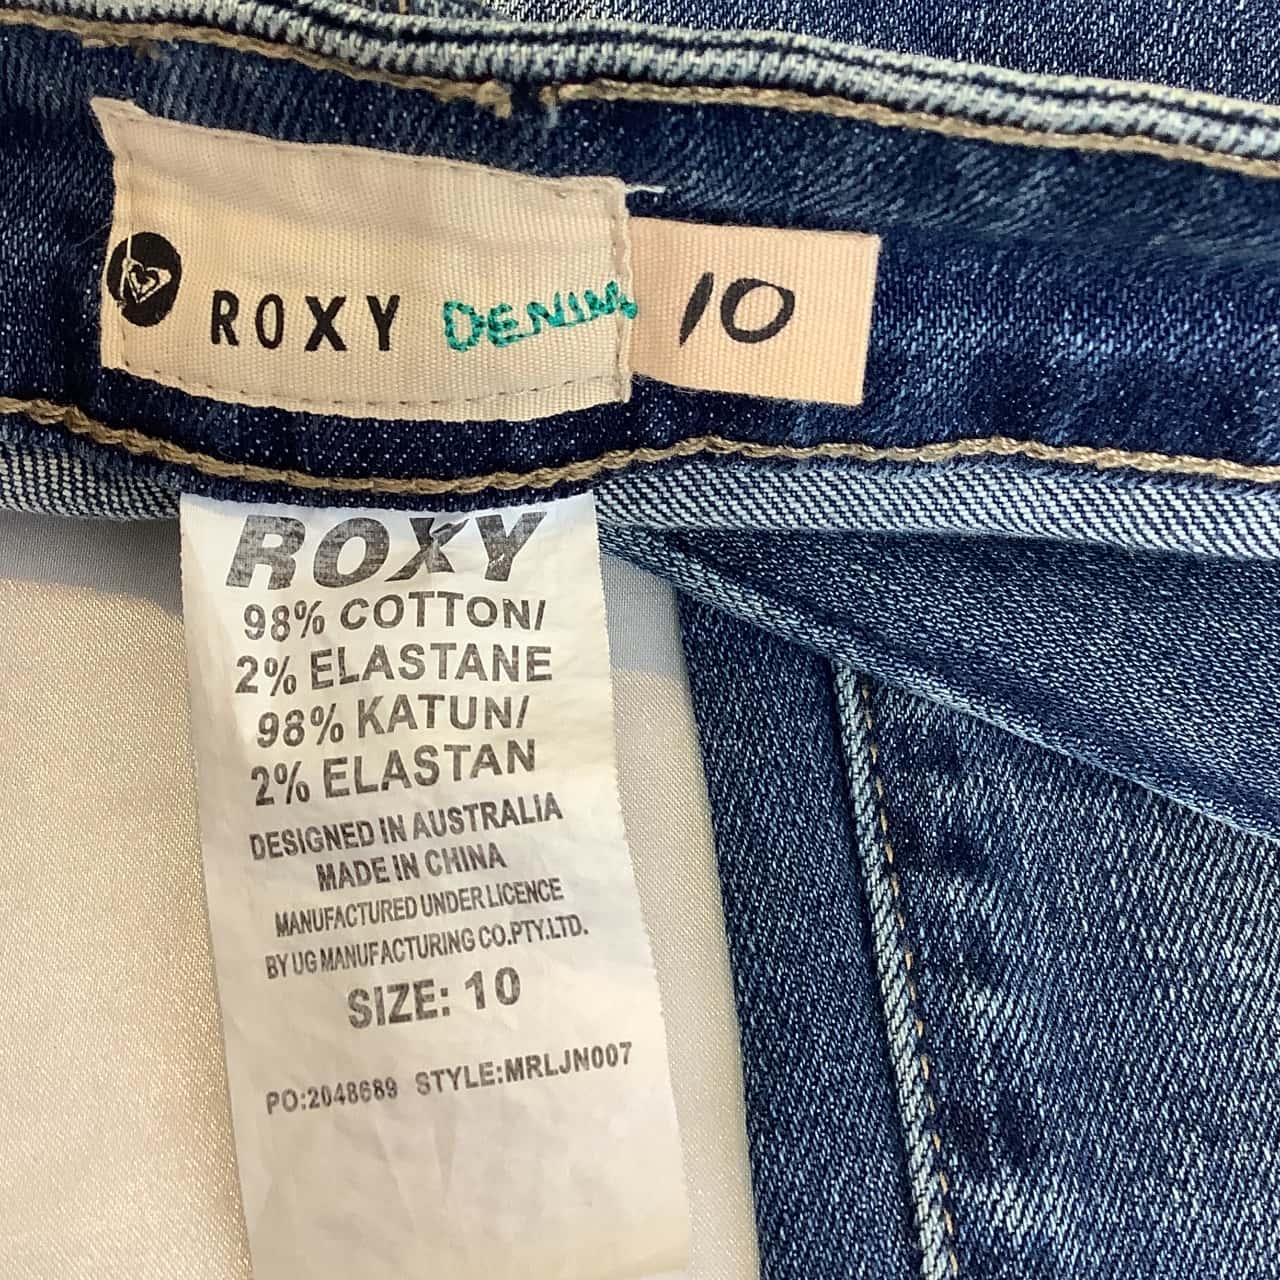 ROXY DENIM 10
ROXY
98% COTTON/
2% ELASTANE
98% KATUN/
2% ELASTAN
DESIGNED IN AUSTRALIA
MADE IN CHINA
MANUFACTURED UNDER LICENCE
BY UG MANUFACTURING CO.PTY.LTD.
SIZE: 10
PO:2048689 STYLE:MRLJN007